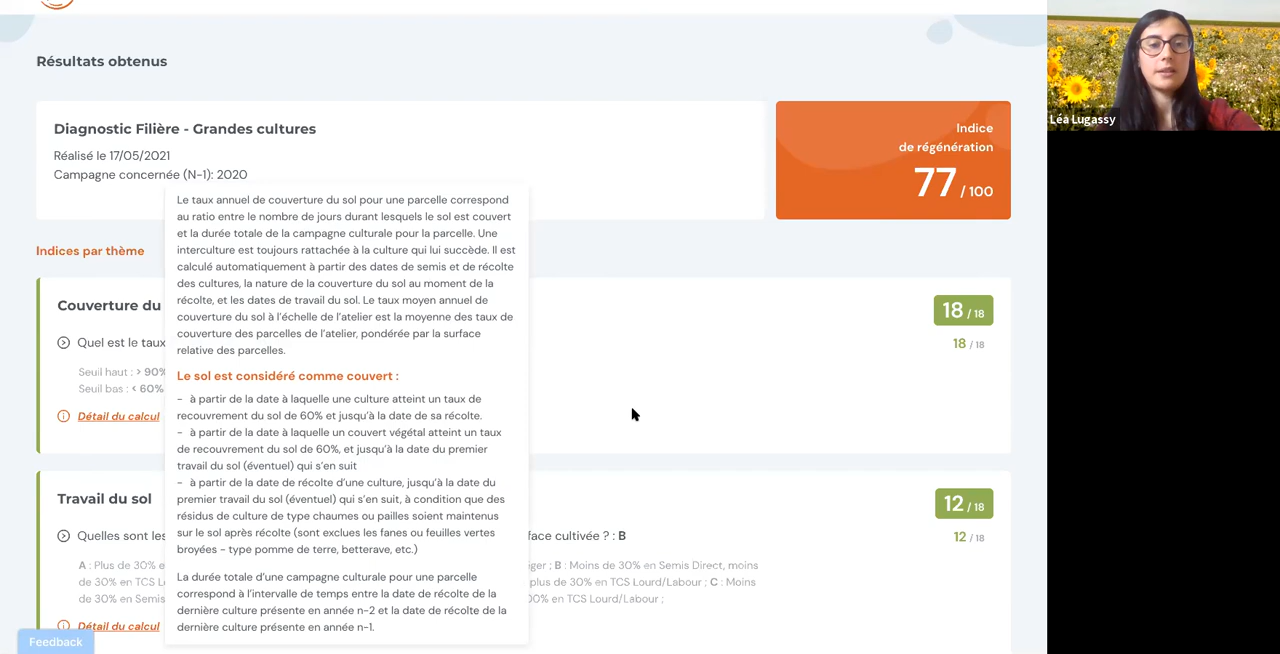 Résultats obtenus
Diagnostic Filière - Grandes cultures
Réalisé le 17/05/2021
Campagne concernée (N-1): 2020
Indice
de régénération
77 / 100
Léa Lugassy
Indices par thème
Le taux annuel de couverture du sol pour une parcelle correspond
au ratio entre le nombre de jours durant lesquels le sol est couvert
et la durée totale de la campagne culturale pour la parcelle. Une
interculture est toujours rattachée à la culture qui lui succède. Il est
calculé automatiquement à partir des dates de semis et de récolte
des cultures, la nature de la couverture du sol au moment de la
récolte, et les dates de travail du sol. Le taux moyen annuel de
couverture du sol à l'échelle de l'atelier est la moyenne des taux de
couverture des parcelles de l'atelier, pondérée par la surface
relative des parcelles.
Le sol est considéré comme couvert :
- à partir de la date à laquelle une culture atteint un taux de
recouvrement du sol de 60% et jusqu'à la date de sa récolte.
- à partir de la date à laquelle un couvert végétal atteint un taux
de recouvrement du sol de 60%, et jusqu'à la date du premier
travail du sol (éventuel) qui s'en suit
- à partir de la date de récolte d'une culture, jusqu'à la date du
premier travail du sol (éventuel) qui s'en suit, à condition que des
résidus de culture de type chaumes ou pailles soient maintenus
sur le sol après récolte (sont exclues les fanes ou feuilles vertes
broyées - type pomme de terre, betterave, etc.)
La durée totale d'une campagne culturale pour une parcelle
correspond à l'intervalle de temps entre la date de récolte de la
dernière culture présente en année n-2 et la date de récolte de la
dernière culture présente en année n-1.
Couverture du
18 / 18
Quel est le taux
18 / 18
Seuil haut : > 90%
Seuil bas : < 60%
Détail du calcul
Travail du sol
12 / 18
Quelles sont les
face cultivée ? : B
12 / 18
A : Plus de 30% e
ger ; B : Moins de 30% en Semis Direct, moins
de 30% en TCS L
plus de 30% en TCS Lourd/Labour ; C : Moins
de 30% en Semis
00% en TCS Lourd/Labour ;
Détail du calcul
Feedback